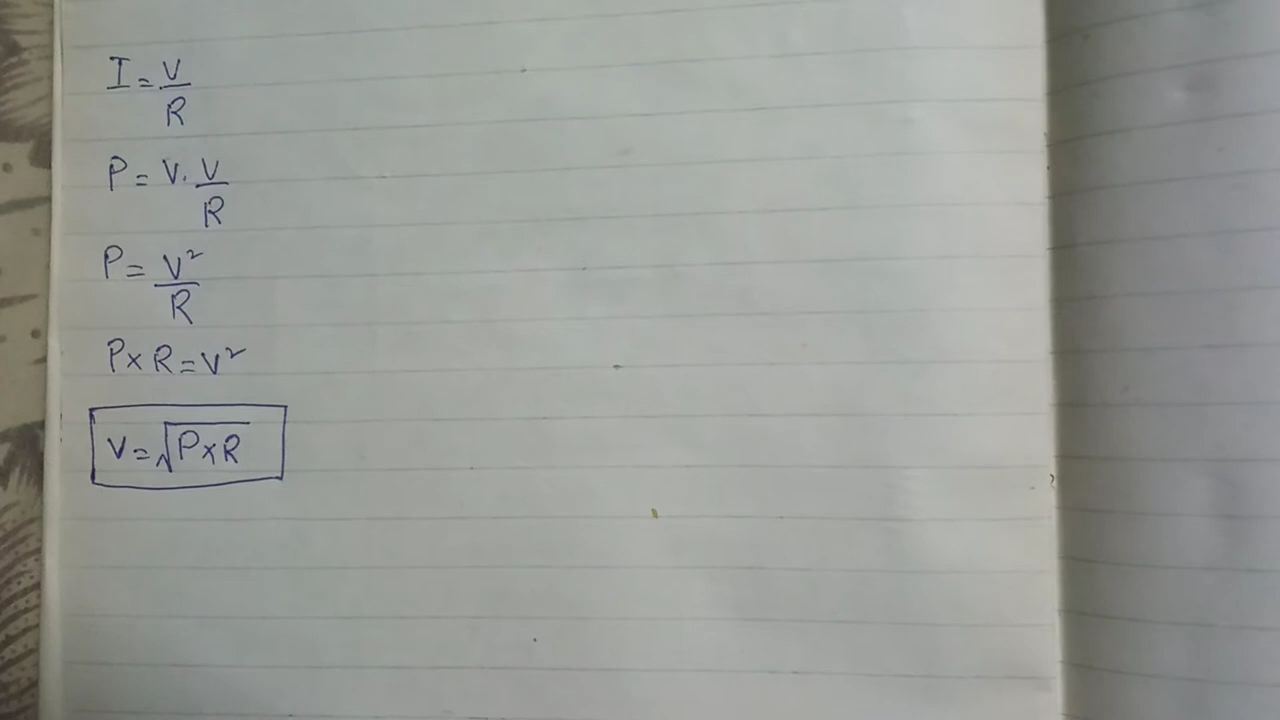 I = V/R
P = V. V/R
P = V²/R
P × R = V²
V = √P×R